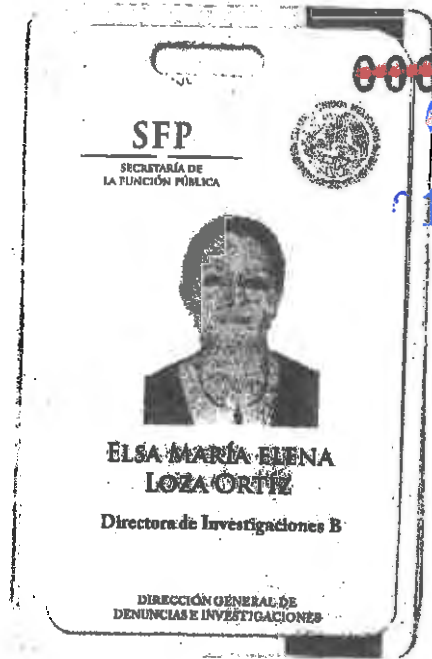 000
SFP
SECRETARÍA DE
LA FUNCIÓN PÚBLICA
ELSA MARÍA ELENA
LOZA ORTIZ
Directora de Investigaciones B
DIRECCIÓN GENERAL DE
DENUNCIAS E INVESTIGACIONES